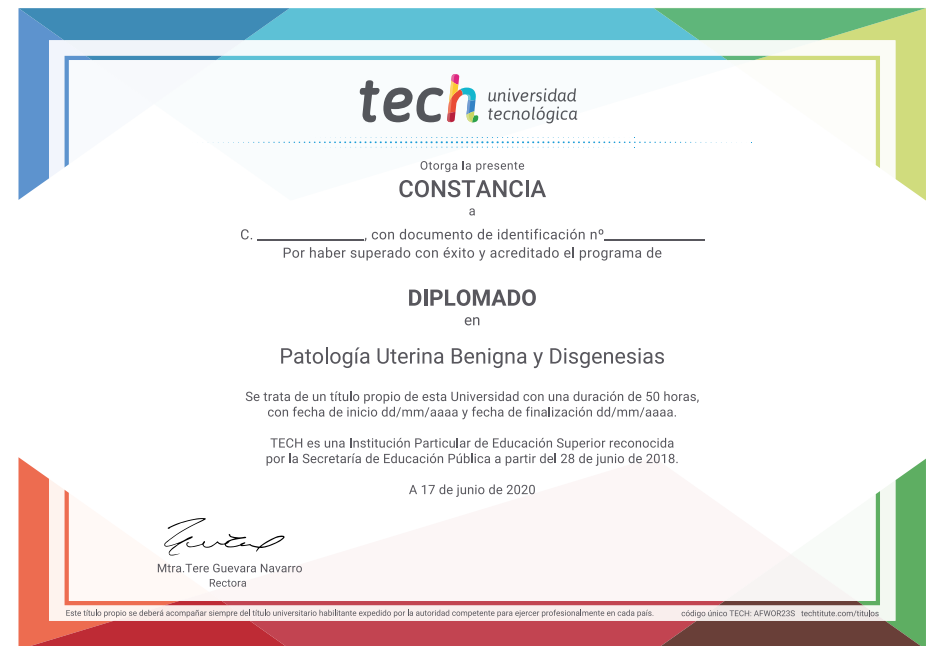 tech universidad
tecnológica
Otorga la presente
CONSTANCIA
a
C. ______________, con documento de identificación nº_____________
Por haber superado con éxito y acreditado el programa de
DIPLOMADO
en
Patología Uterina Benigna y Disgenesias
Se trata de un título propio de esta Universidad con una duración de 50 horas,
con fecha de inicio dd/mm/aaaa y fecha de finalización dd/mm/aaaa.
TECH es una Institución Particular de Educación Superior reconocida
por la Secretaría de Educación Pública a partir del 28 de junio de 2018.
A 17 de junio de 2020
Mtra.Tere Guevara Navarro
Rectora
Este título propio se deberá acompañar siempre del título universitario habilitante expedido por la autoridad competente para ejercer profesionalmente en cada país. código único TECH: AFWOR23S techtitute.com/titulos